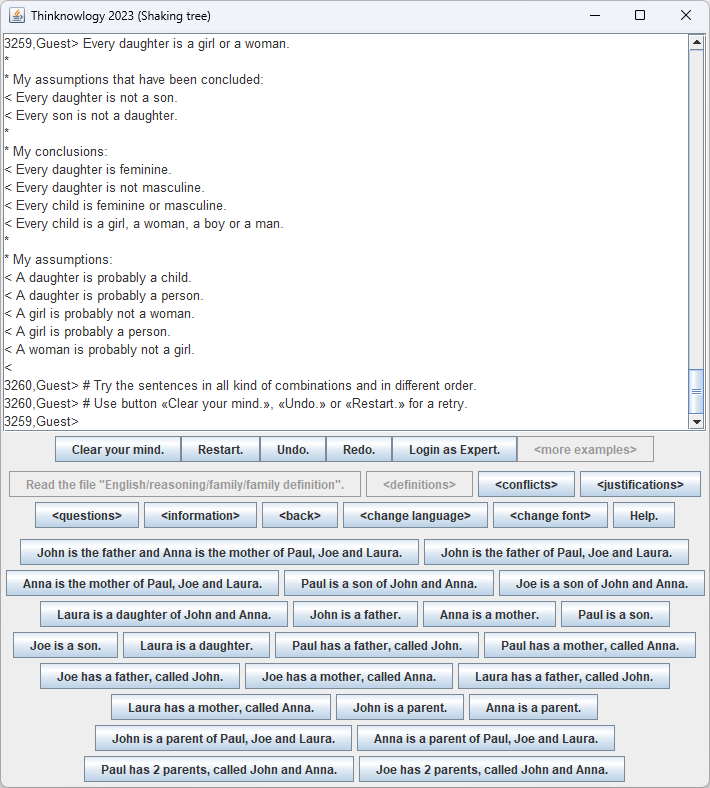 Thinknowlogy 2023 (Shaking tree)
3259,Guest> Every daughter is a girl or a woman.
*
* My assumptions that have been concluded:
< Every daughter is not a son.
< Every son is not a daughter.
*
* My conclusions:
< Every daughter is feminine.
< Every daughter is not masculine.
< Every child is feminine or masculine.
< Every child is a girl, a woman, a boy or a man.
*
* My assumptions:
< A daughter is probably a child.
< A daughter is probably a person.
< A girl is probably not a woman.
< A girl is probably a person.
< A woman is probably not a girl.
<
3260,Guest> # Try the sentences in all kind of combinations and in different order.
3260,Guest> # Use button «Clear your mind.», «Undo.» or «Restart.» for a retry.
3259,Guest>
Clear your mind. Restart. Undo. Redo. Login as Expert. <more examples>
Read the file "English/reasoning/family/family definition". <definitions> <conflicts> <justifications>
<questions> <information> <back> <change language> <change font> Help.
John is the father and Anna is the mother of Paul, Joe and Laura. John is the father of Paul, Joe and Laura.
Anna is the mother of Paul, Joe and Laura. Paul is a son of John and Anna. Joe is a son of John and Anna.
Laura is a daughter of John and Anna. John is a father. Anna is a mother. Paul is a son.
Joe is a son. Laura is a daughter. Paul has a father, called John. Paul has a mother, called Anna.
Joe has a father, called John. Joe has a mother, called Anna. Laura has a father, called John.
Laura has a mother, called Anna. John is a parent. Anna is a parent.
John is a parent of Paul, Joe and Laura. Anna is a parent of Paul, Joe and Laura.
Paul has 2 parents, called John and Anna. Joe has 2 parents, called John and Anna.